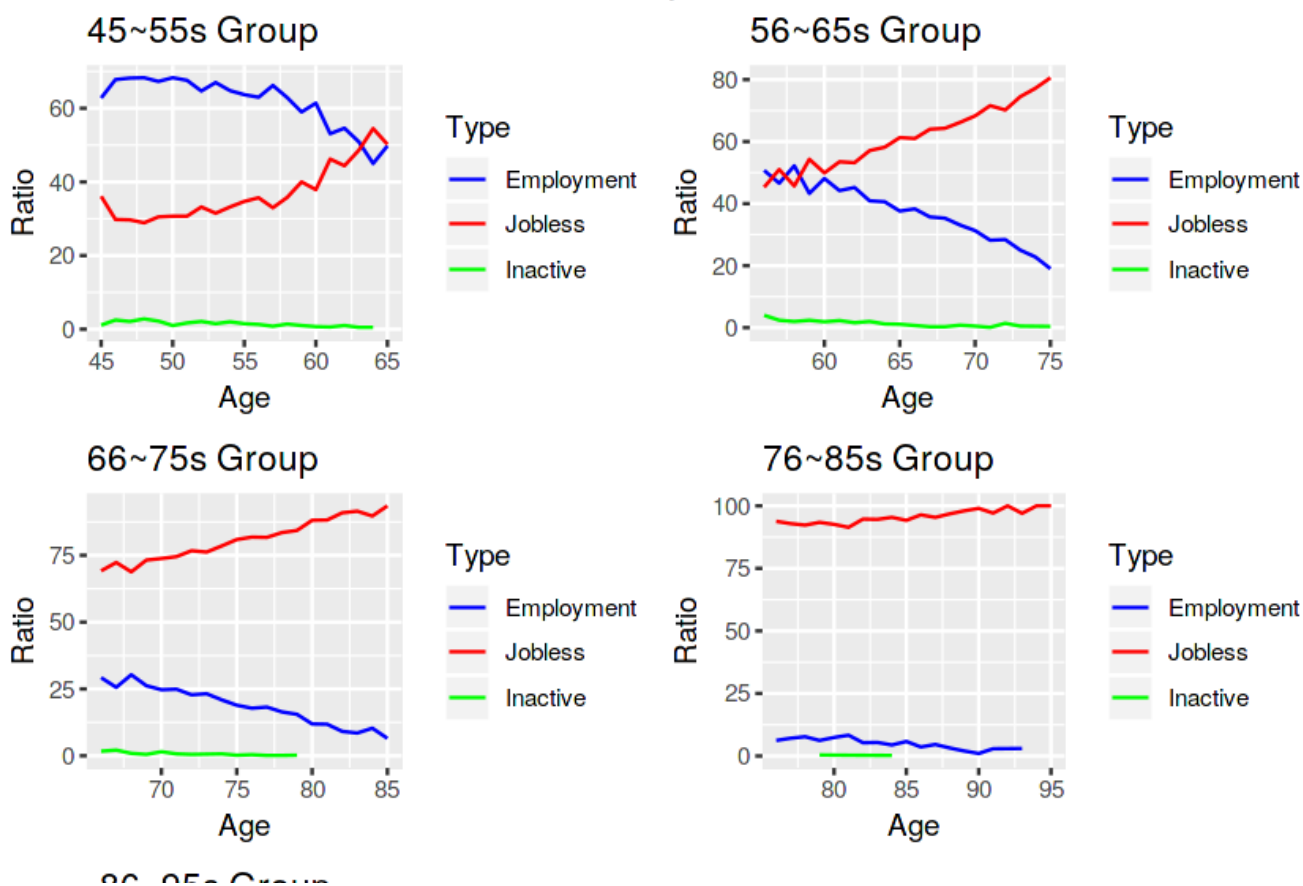 45~55s Group
60
40
20
0
Ratio
45 50 55 60 65
Age
Type
Employment
Jobless
Inactive
56~65s Group
80
60
40
20
0
Ratio
60 65 70 75
Age
Type
Employment
Jobless
Inactive
66~75s Group
75
50
25
0
Ratio
70 75 80 85
Age
Type
Employment
Jobless
Inactive
76~85s Group
100
75
50
25
0
Ratio
80 85 90 95
Age
Type
Employment
Jobless
Inactive
86~95s Group